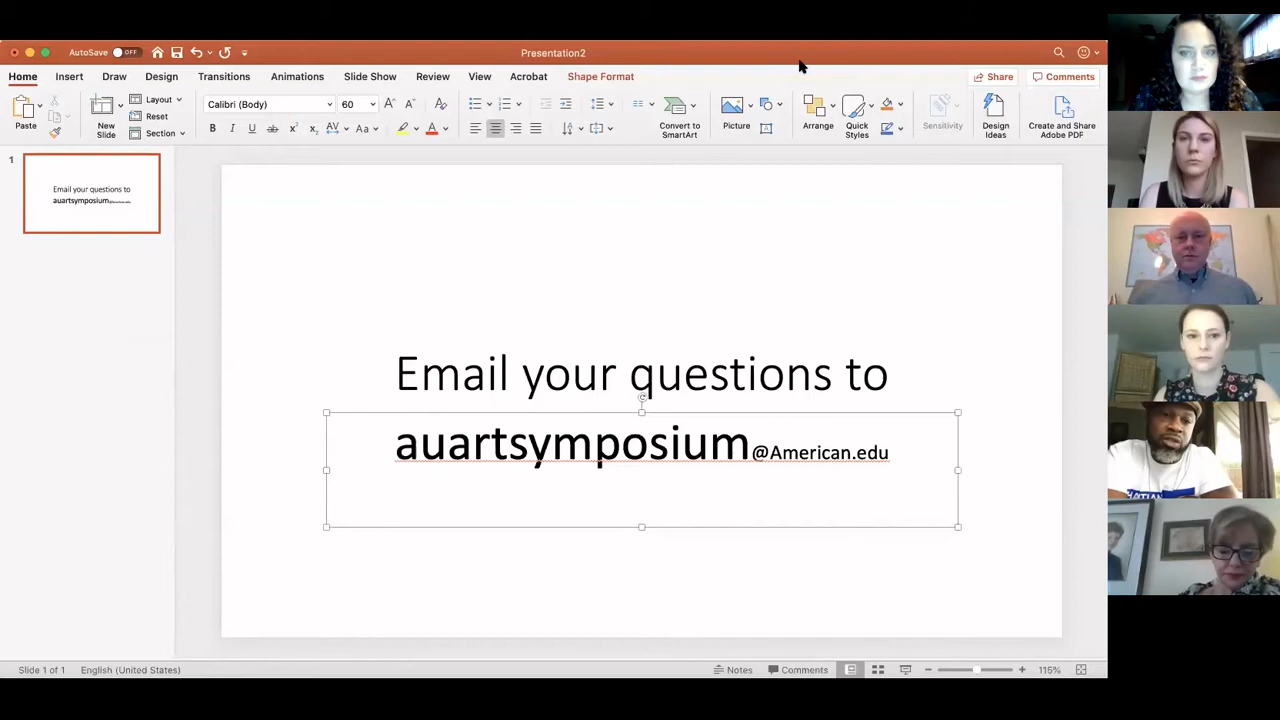 AutoSave OFF
Presentation2
Home Insert Draw Design Transitions Animations Slide Show Review View Acrobat Shape Format Share Comments
Paste
New Slide
Layout
Reset
Section
Calibri (Body) 60
Convert to SmartArt
Picture
Arrange
Quick Styles
Sensitivity
Design Ideas
Create and Share Adobe PDF
1
Email your questions to
auartsymposium@American.edu
Email your questions to
auartsymposium@American.edu
HAITIAN
Slide 1 of 1 English (United States) Notes Comments 115%